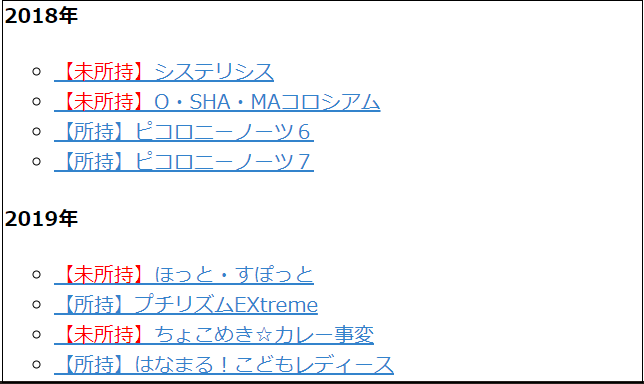 2018年
【未所持】システリシス
【未所持】O・SHA・MAコロシアム
【所持】ピコロニーノーツ６
【所持】ピコロニーノーツ７
2019年
【未所持】ほっと・すぽっと
【所持】プチリズムEXtreme
【未所持】ちょこめき☆カレー事変
【所持】はなまる！こどもレディース